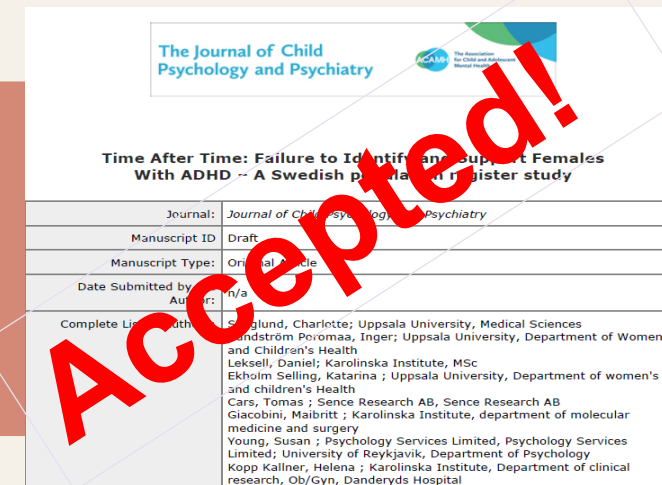 The Journal of Child
Psychology and Psychiatry
ACAMH
The Association
for Child and Adolescent
Mental Health
Accepted!
Time After Time: Failure to Identify and Support Females
With ADHD – A Swedish population register study
Journal: Journal of Child Psychology and Psychiatry
Manuscript ID Draft
Manuscript Type: Original Article
Date Submitted by
Author: n/a
Complete List Authors: Charlotte; Uppsala University, Medical Sciences
Poromaa, Inger; Uppsala University, Department of Women
and Children's Health
Leksell, Daniel; Karolinska Institute, MSc
Ekholm Selling, Katarina ; Uppsala University, Department of women's
and children's Health
Cars, Tomas ; Sence Research AB, Sence Research AB
Giacobini, Maibritt ; Karolinska Institute, department of molecular
medicine and surgery
Young, Susan ; Psychology Services Limited, Psychology Services
Limited; University of Reykjavik, Department of Psychology
Kopp Kallner, Helena ; Karolinska Institute, Department of clinical
research, Ob/Gyn, Danderyds Hospital